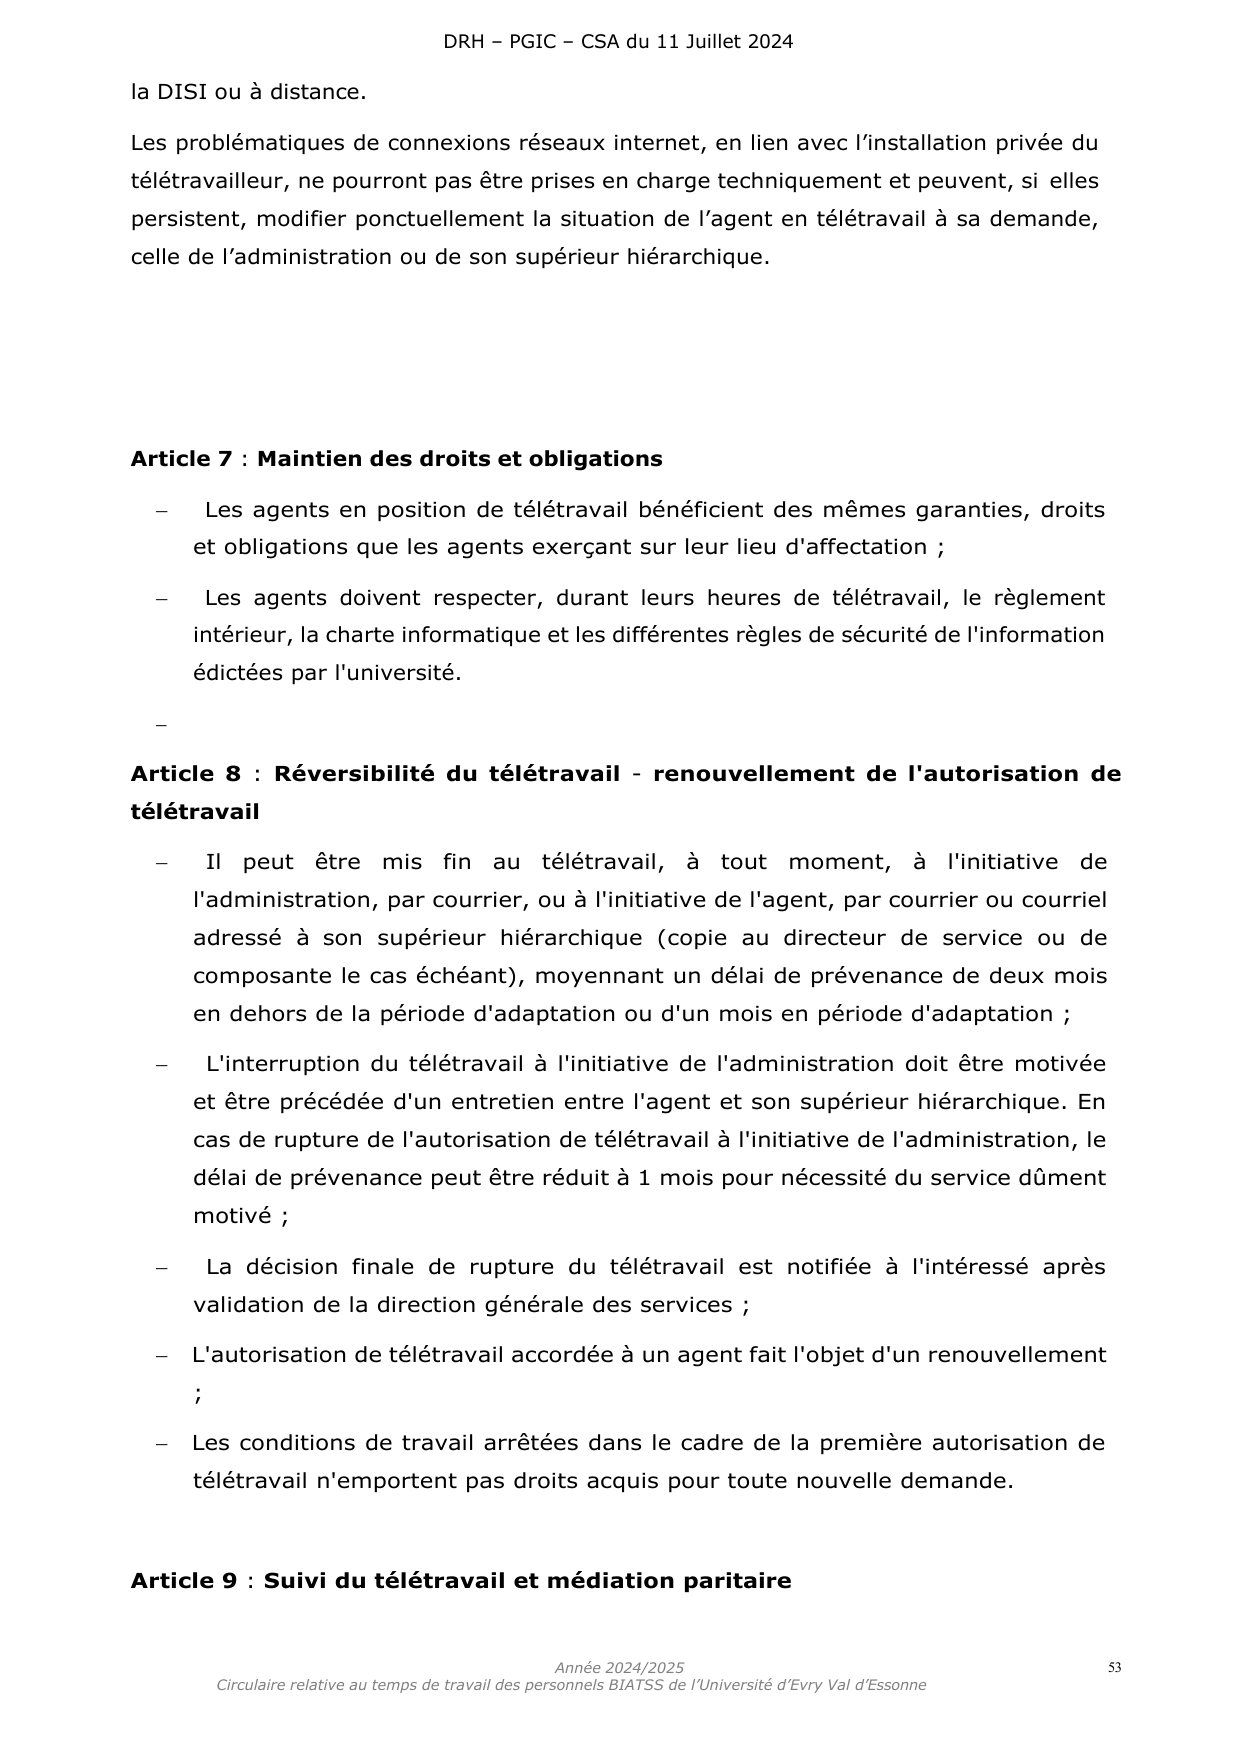 DRH – PGIC – CSA du 11 Juillet 2024
la DISI ou à distance.
Les problématiques de connexions réseaux internet, en lien avec l’installation privée du
télétravailleur, ne pourront pas être prises en charge techniquement et peuvent, si elles
persistent, modifier ponctuellement la situation de l’agent en télétravail à sa demande,
celle de l’administration ou de son supérieur hiérarchique.
Article 7 : Maintien des droits et obligations
– Les agents en position de télétravail bénéficient des mêmes garanties, droits
et obligations que les agents exerçant sur leur lieu d'affectation ;
– Les agents doivent respecter, durant leurs heures de télétravail, le règlement
intérieur, la charte informatique et les différentes règles de sécurité de l'information
édictées par l'université.
–
Article 8 : Réversibilité du télétravail - renouvellement de l'autorisation de
télétravail
– Il peut être mis fin au télétravail, à tout moment, à l'initiative de
l'administration, par courrier, ou à l'initiative de l'agent, par courrier ou courriel
adressé à son supérieur hiérarchique (copie au directeur de service ou de
composante le cas échéant), moyennant un délai de prévenance de deux mois
en dehors de la période d'adaptation ou d'un mois en période d'adaptation ;
– L'interruption du télétravail à l'initiative de l'administration doit être motivée
et être précédée d'un entretien entre l'agent et son supérieur hiérarchique. En
cas de rupture de l'autorisation de télétravail à l'initiative de l'administration, le
délai de prévenance peut être réduit à 1 mois pour nécessité du service dûment
motivé ;
– La décision finale de rupture du télétravail est notifiée à l'intéressé après
validation de la direction générale des services ;
– L'autorisation de télétravail accordée à un agent fait l'objet d'un renouvellement
;
– Les conditions de travail arrêtées dans le cadre de la première autorisation de
télétravail n'emportent pas droits acquis pour toute nouvelle demande.
Article 9 : Suivi du télétravail et médiation paritaire
Année 2024/2025 53
Circulaire relative au temps de travail des personnels BIATSS de l’Université d’Evry Val d’Essonne